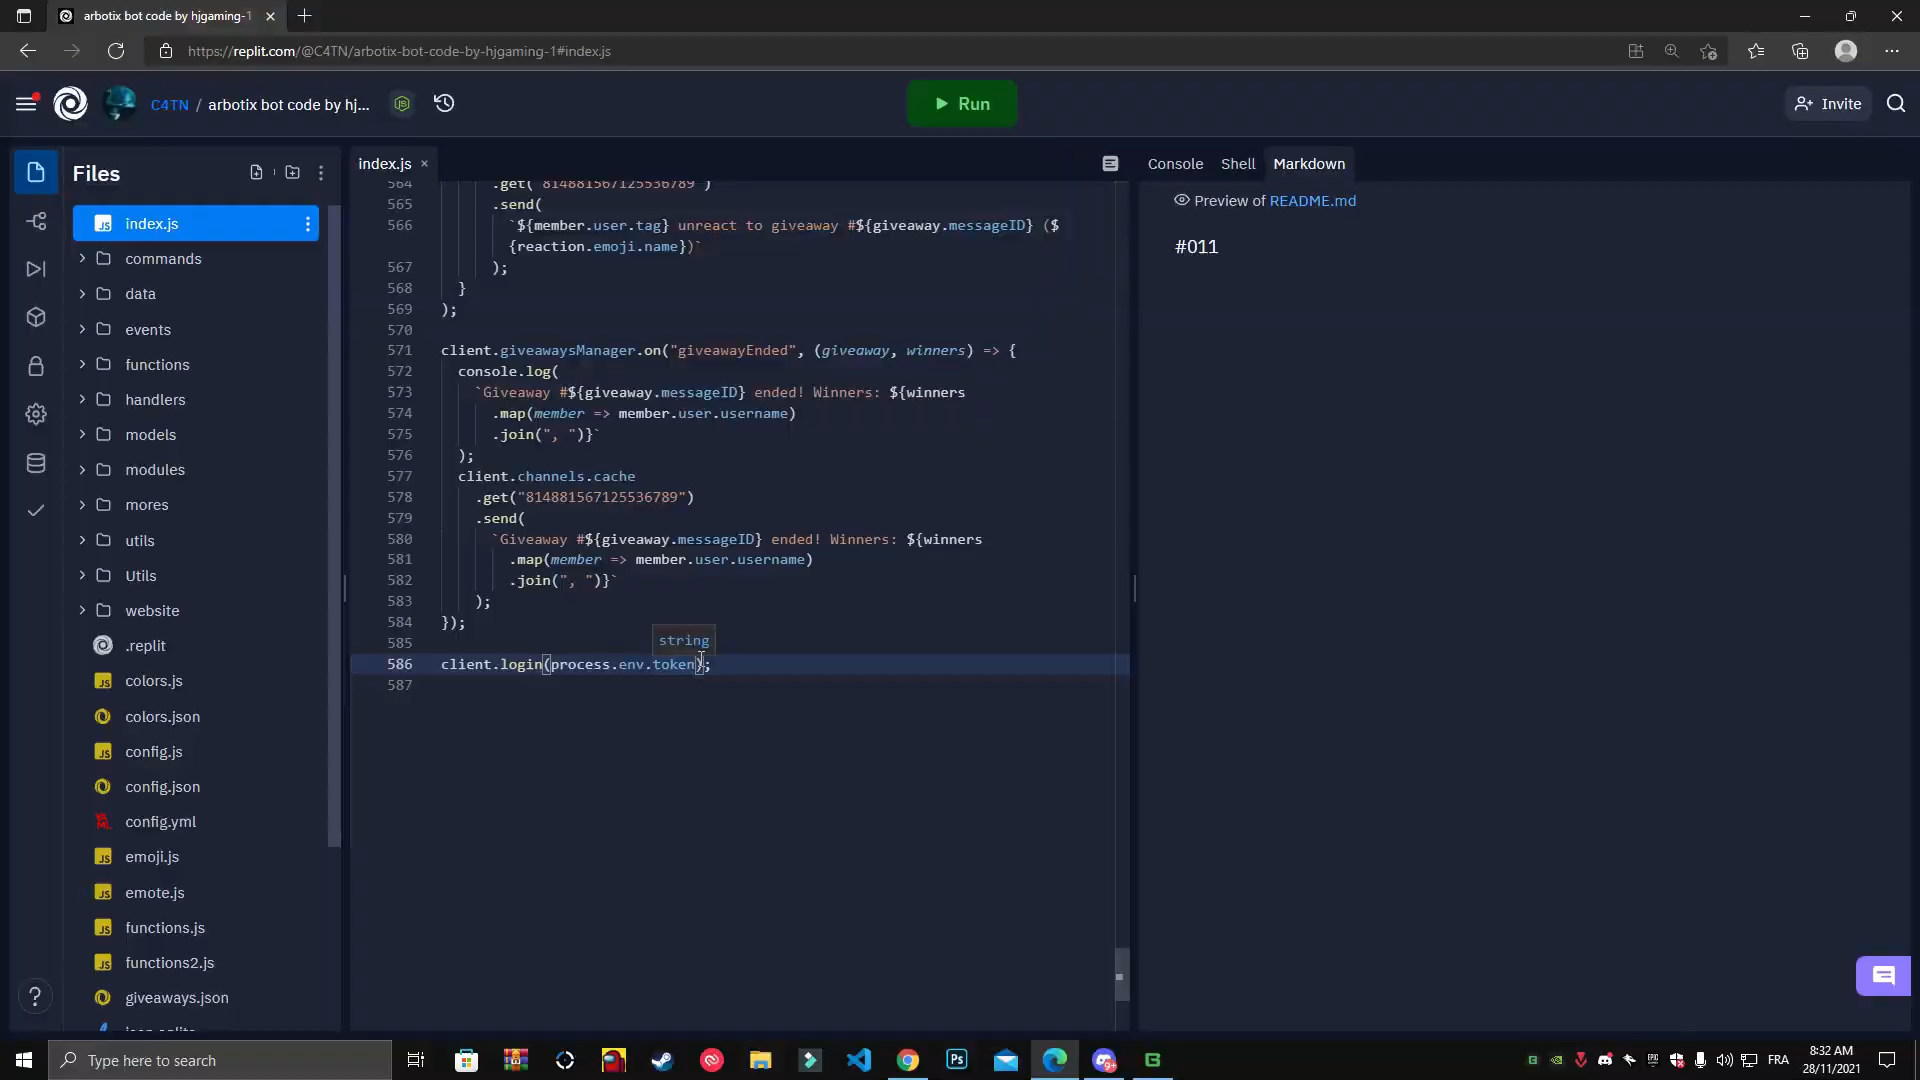 arbotix bot code by hjgaming-1
https://replit.com/@C4TN/arbotix-bot-code-by-hjgaming-1#index.js
C4TN / arbotix bot code by hj...
Run
Invite
Files
index.js
commands
data
events
functions
handlers
models
modules
mores
utils
Utils
website
.replit
colors.js
colors.json
config.js
config.json
config.yml
emoji.js
emote.js
functions.js
functions2.js
giveaways.json
index.js
564 .get("814881567125536789")
565 .send(
566 `${member.user.tag} unreact to giveaway #${giveaway.messageID} ($
{reaction.emoji.name})`
567 );
568 }
569 );
570
571 client.giveawaysManager.on("giveawayEnded", (giveaway, winners) => {
572 console.log(
573 `Giveaway #${giveaway.messageID} ended! Winners: ${winners
574 .map(member => member.user.username)
575 .join(", ")}`
576 );
577 client.channels.cache
578 .get("814881567125536789")
579 .send(
580 `Giveaway #${giveaway.messageID} ended! Winners: ${winners
581 .map(member => member.user.username)
582 .join(", ")}`
583 );
584 });
585
string
586 client.login(process.env.token);
587
Console Shell Markdown
Preview of README.md
#011
?
Type here to search
Ps
9+
FRA
8:32 AM
28/11/2021